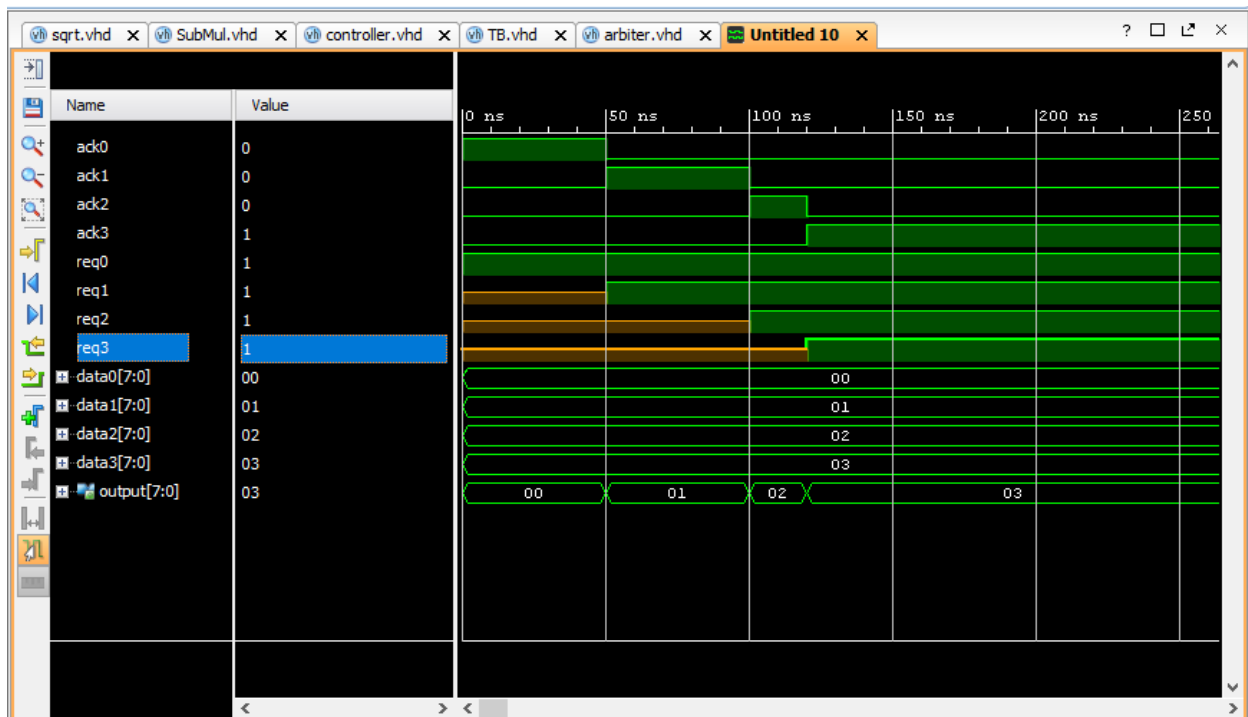 sqrt.vhd SubMul.vhd controller.vhd TB.vhd arbiter.vhd Untitled 10
Name Value
0 ns 50 ns 100 ns 150 ns 200 ns 250
ack0 0
ack1 0
ack2 0
ack3 1
req0 1
req1 1
req2 1
req3 1
data0[7:0] 00 00
data1[7:0] 01 01
data2[7:0] 02 02
data3[7:0] 03 03
output[7:0] 03 00 01 02 03